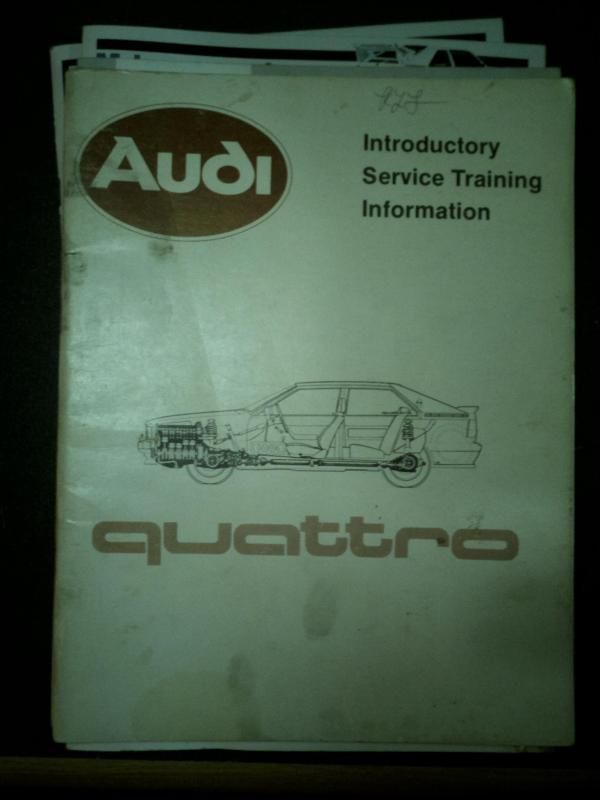 Audi
Introductory
Service Training
Information
quattro